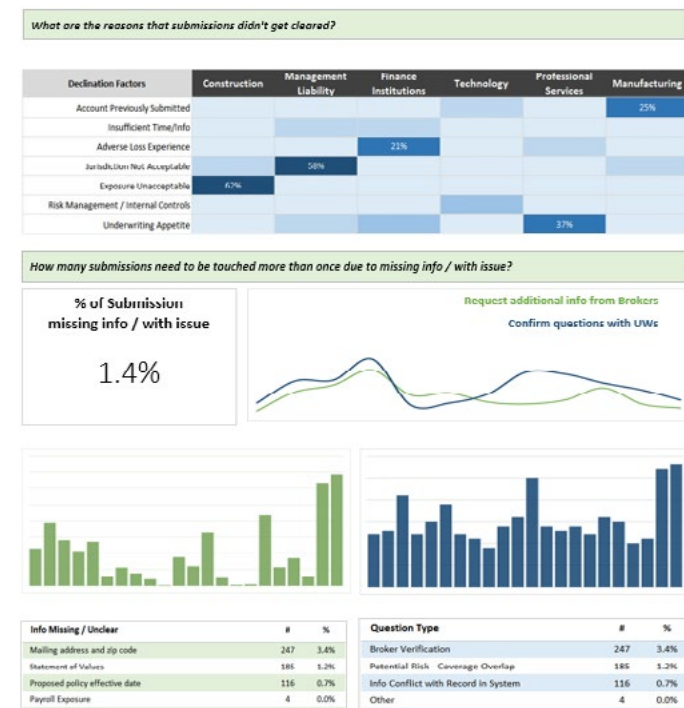 What are the reasons that submissions didn't get cleared?
Declination Factors Construction Management Liability Finance Institutions Technology Professional Services Manufacturing
Account Previously Submitted 25%
Insufficient Time/Info
Adverse Loss Experience 21%
Jurisdiction Not Acceptable 58%
Exposure Unacceptable 62%
Risk Management / Internal Controls
Underwriting Appetite 37%
How many submissions need to be touched more than once due to missing info / with issue?
% of Submission
missing info / with issue
1.4%
Request additional info from Brokers
Confirm questions with UWs
Info Missing / Unclear # %
Mailing address and zip code 247 3.4%
Statement of Values 185 1.2%
Proposed policy effective date 116 0.7%
Payroll Exposure 4 0.0%
Question Type # %
Broker Verification 247 3.4%
Potential Risk Coverage Overlap 185 1.2%
Info Conflict with Record in System 116 0.7%
Other 4 0.0%